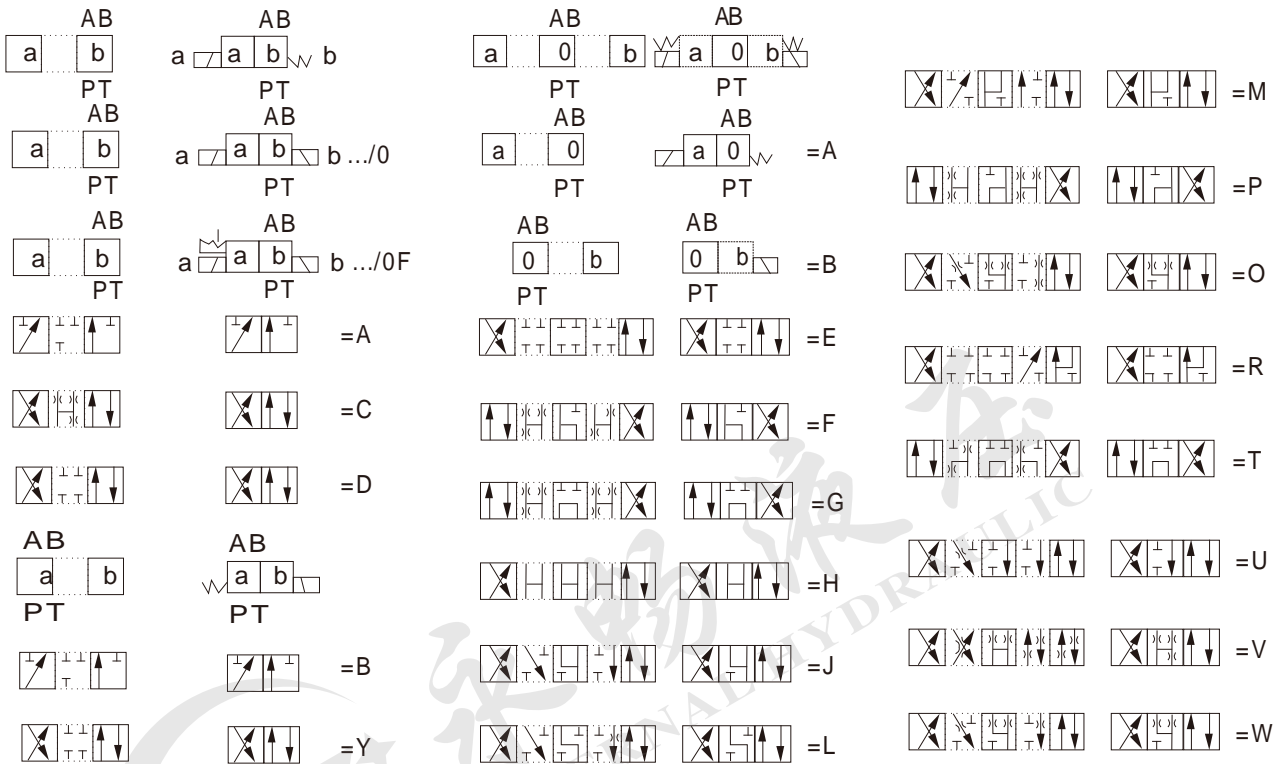 AB
a b
PT
AB
a a b b
PT
AB
a b
PT
AB
a a b b .../0
PT
AB
a b
PT
AB
a a b b .../0F
PT
=A
=C
=D
AB
a b
PT
AB
a b
PT
=B
=Y
AB
a 0 b
PT
AB
a 0 b
PT
AB
a 0
PT
AB
a 0 =A
PT
AB
0 b
PT
AB
0 b =B
PT
=E
=F
=G
=H
=J
=L
=M
=P
=O
=R
=T
=U
=V
=W